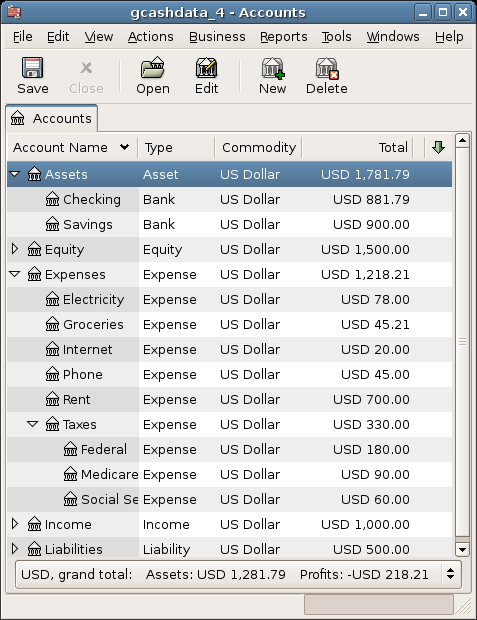 gcashdata_4 - Accounts
File Edit View Actions Business Reports Tools Windows Help
Save Close Open Edit New Delete
Accounts
Account Name Type Commodity Total
Assets Asset US Dollar USD 1,781.79
Checking Bank US Dollar USD 881.79
Savings Bank US Dollar USD 900.00
Equity Equity US Dollar USD 1,500.00
Expenses Expense US Dollar USD 1,218.21
Electricity Expense US Dollar USD 78.00
Groceries Expense US Dollar USD 45.21
Internet Expense US Dollar USD 20.00
Phone Expense US Dollar USD 45.00
Rent Expense US Dollar USD 700.00
Taxes Expense US Dollar USD 330.00
Federal Expense US Dollar USD 180.00
Medicare Expense US Dollar USD 90.00
Social Se Expense US Dollar USD 60.00
Income Income US Dollar USD 1,000.00
Liabilities Liability US Dollar USD 500.00
USD, grand total: Assets: USD 1,281.79 Profits: -USD 218.21